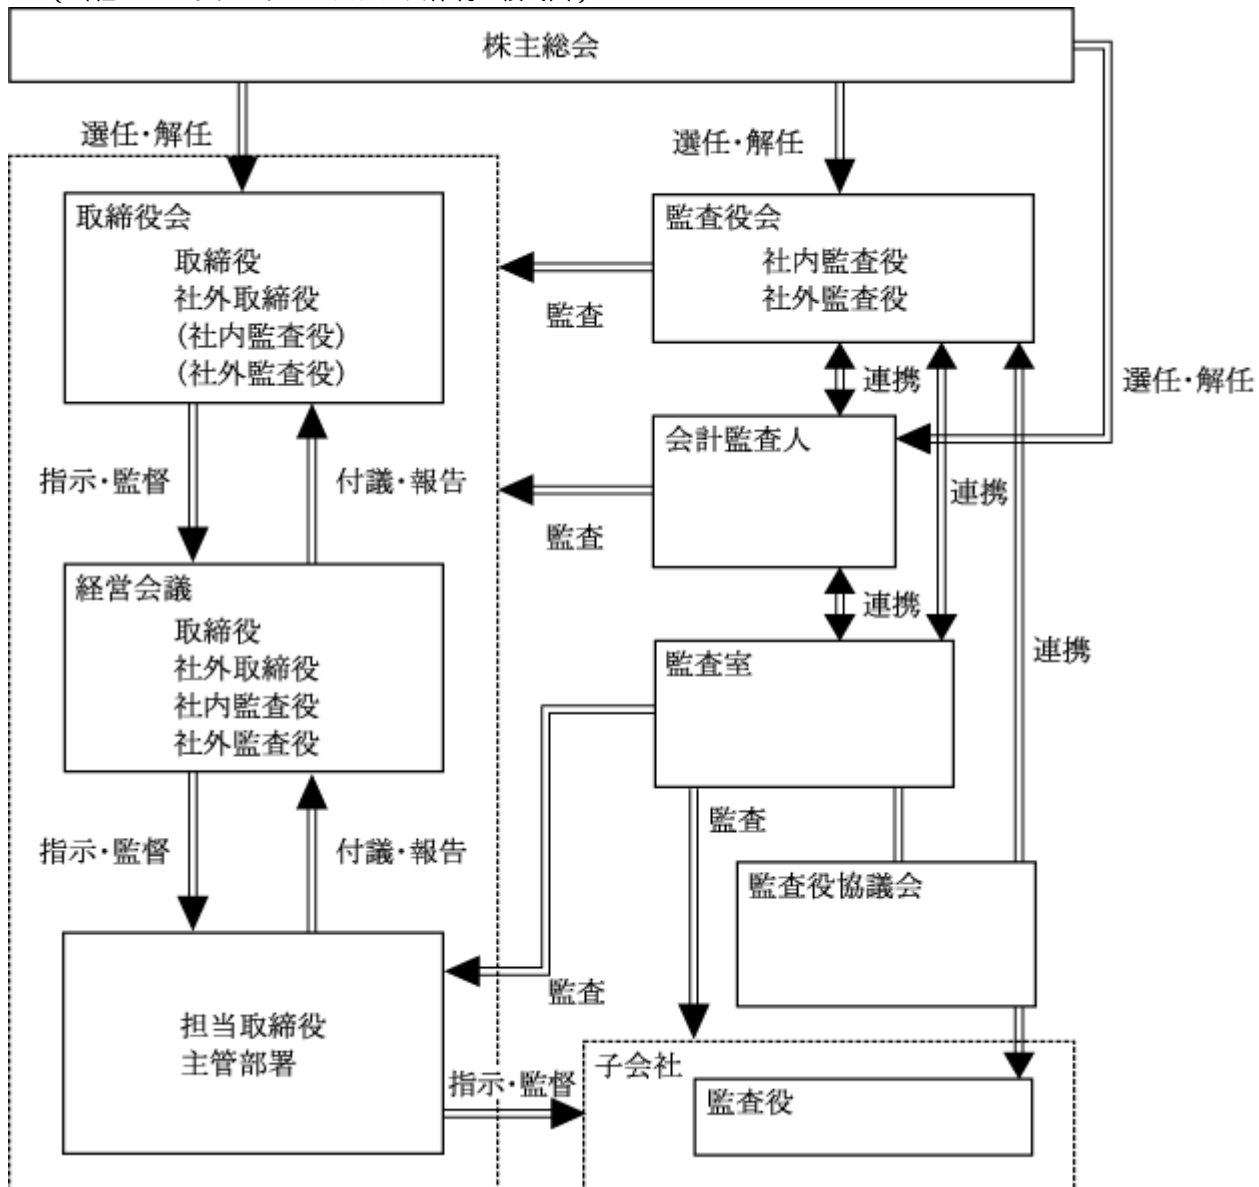 株主総会
選任・解任
選任・解任
取締役会
取締役
社外取締役
(社内監査役)
(社外監査役)
監査役会
社内監査役
社外監査役
監査
連携
選任・解任
会計監査人
指示・監督
付議・報告
連携
監査
経営会議
取締役
社外取締役
社内監査役
社外監査役
連携
監査室
連携
監査
指示・監督
付議・報告
監査役協議会
監査
担当取締役
主管部署
子会社
指示・監督
監査役